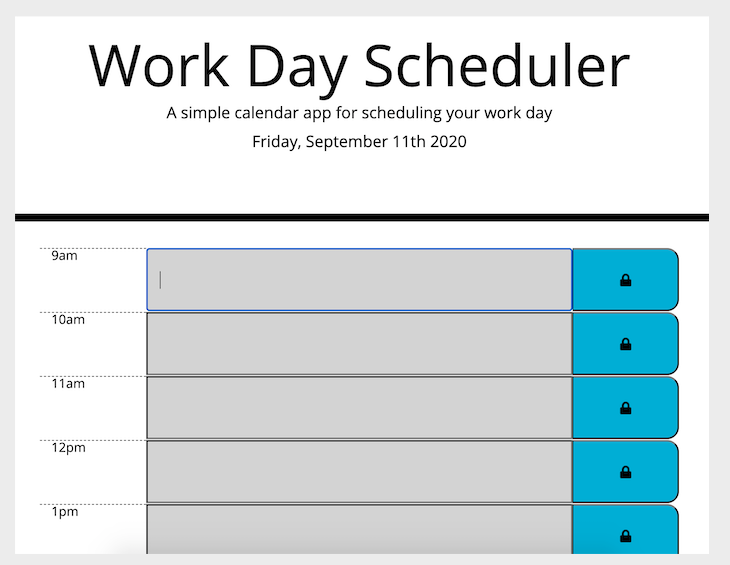 Work Day Scheduler
A simple calendar app for scheduling your work day
Friday, September 11th 2020
9am
10am
11am
12pm
1pm